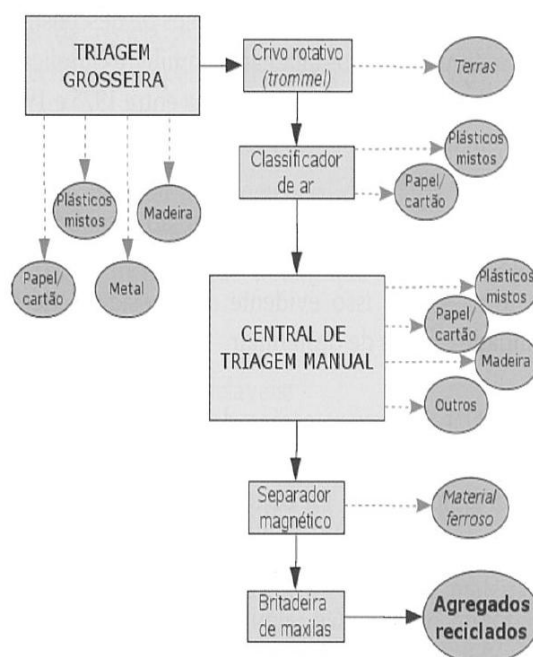 TRIAGEM
GROSSEIRA
Crivo rotativo
(trommel)
Terras
Classificador
de ar
Plásticos
mistos
Papel/
cartão
Plásticos
mistos
Madeira
Papel/
cartão
Metal
CENTRAL DE
TRIAGEM MANUAL
Plásticos
mistos
Papel/
cartão
Madeira
Outros
Separador
magnético
Material
ferroso
Britadeira
de maxilas
Agregados
reciclados